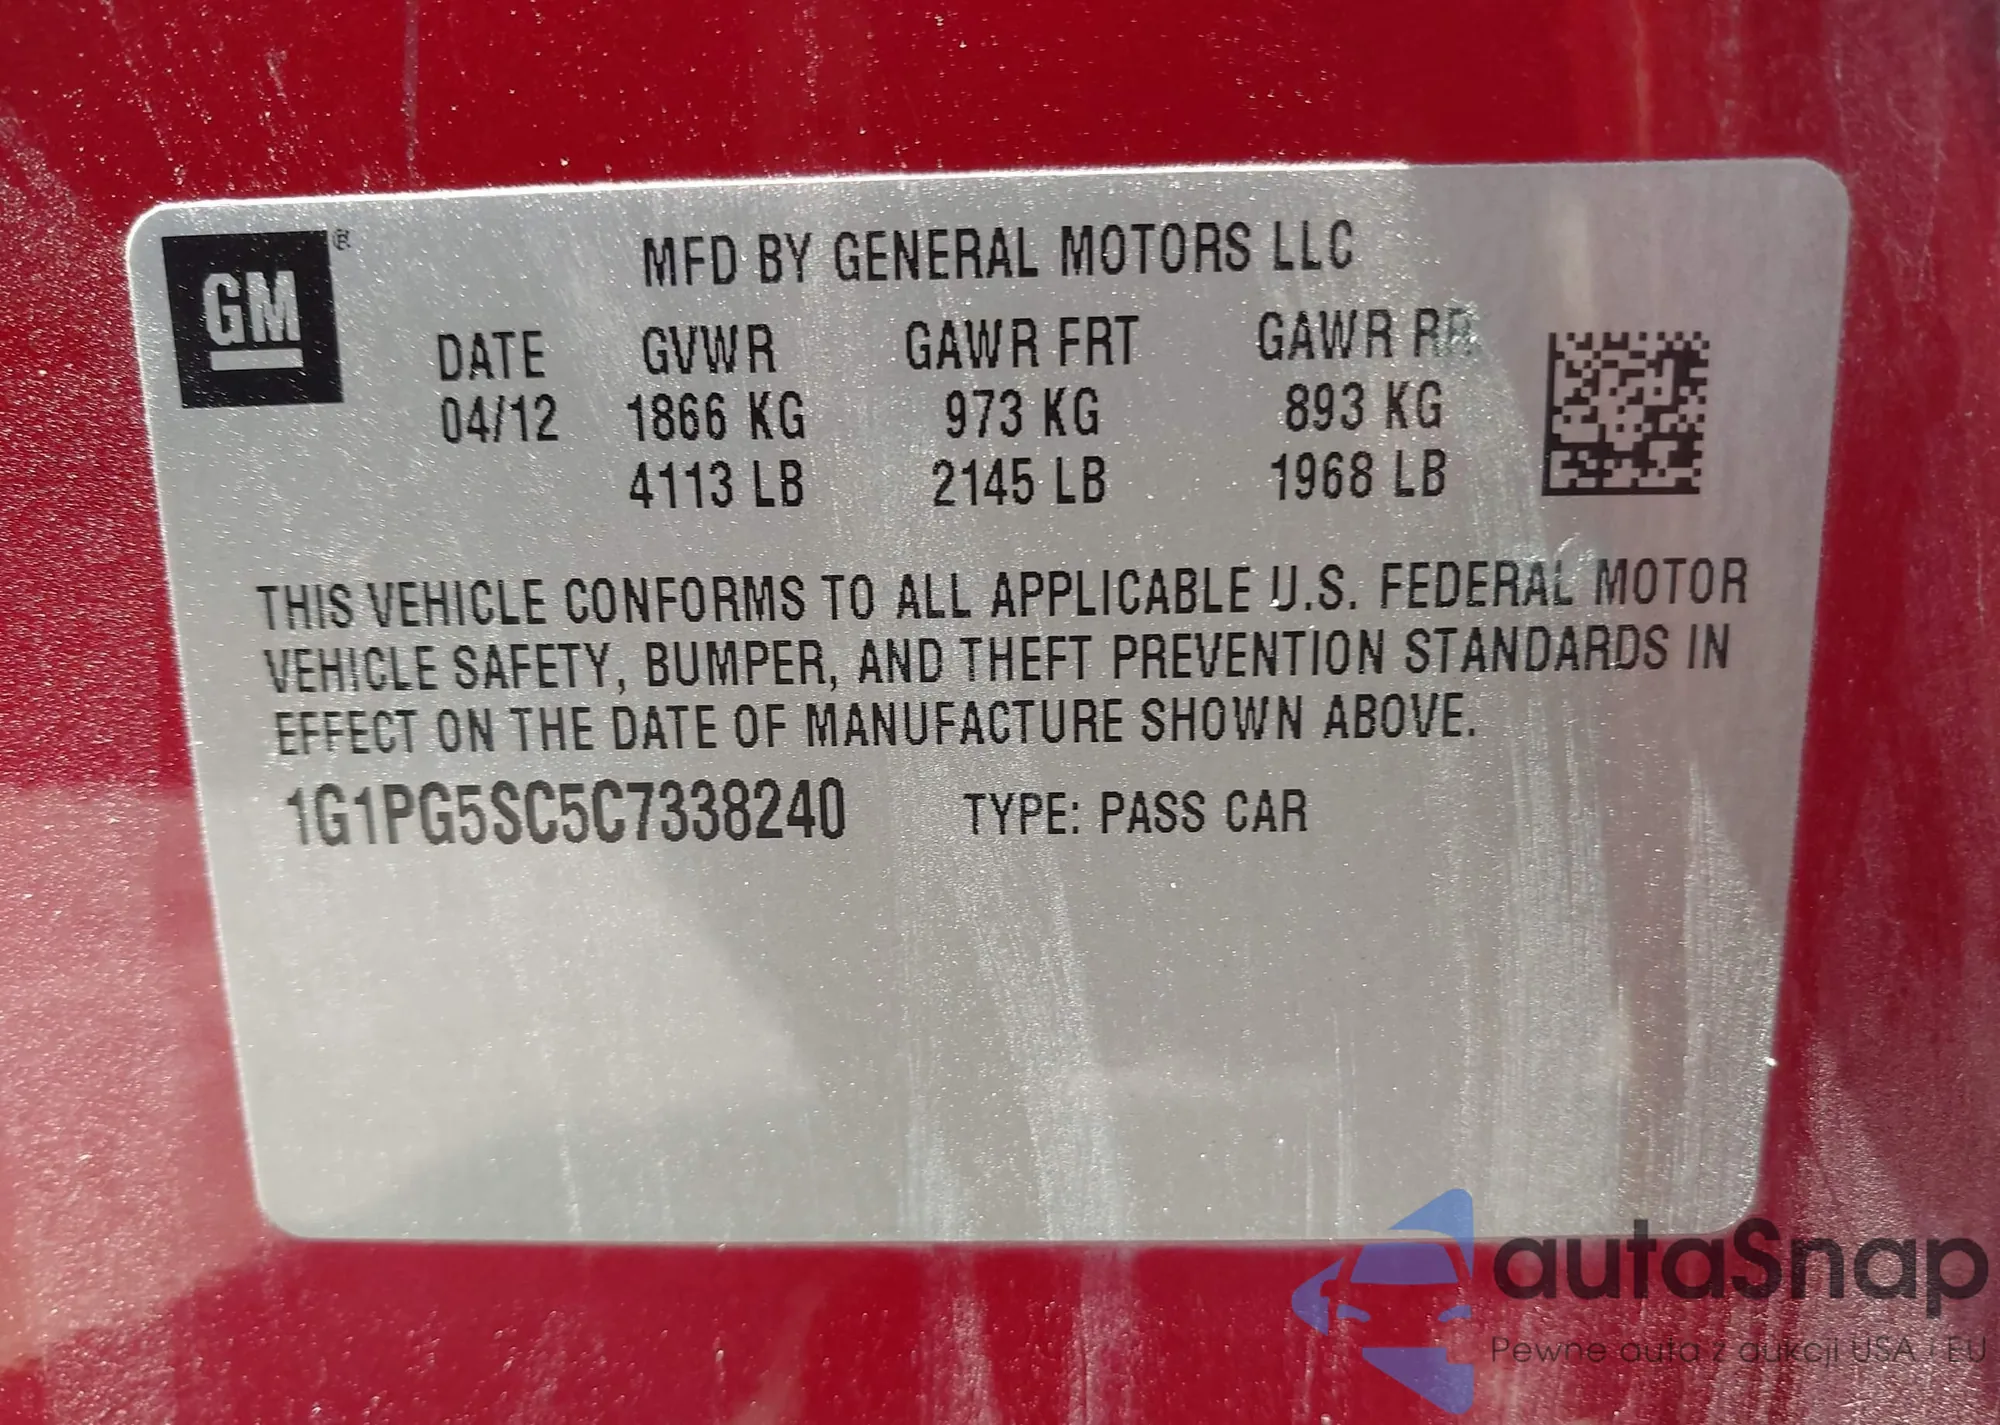 GM®
MFD BY GENERAL MOTORS LLC
DATE GVWR GAWR FRT GAWR RR
04/12 1866 KG 973 KG 893 KG
4113 LB 2145 LB 1968 LB
THIS VEHICLE CONFORMS TO ALL APPLICABLE U.S. FEDERAL MOTOR
VEHICLE SAFETY, BUMPER, AND THEFT PREVENTION STANDARDS IN
EFFECT ON THE DATE OF MANUFACTURE SHOWN ABOVE.
1G1PG5SC5C7338240 TYPE: PASS CAR
autaSnap
Pewne auta z aukcji USA i EU